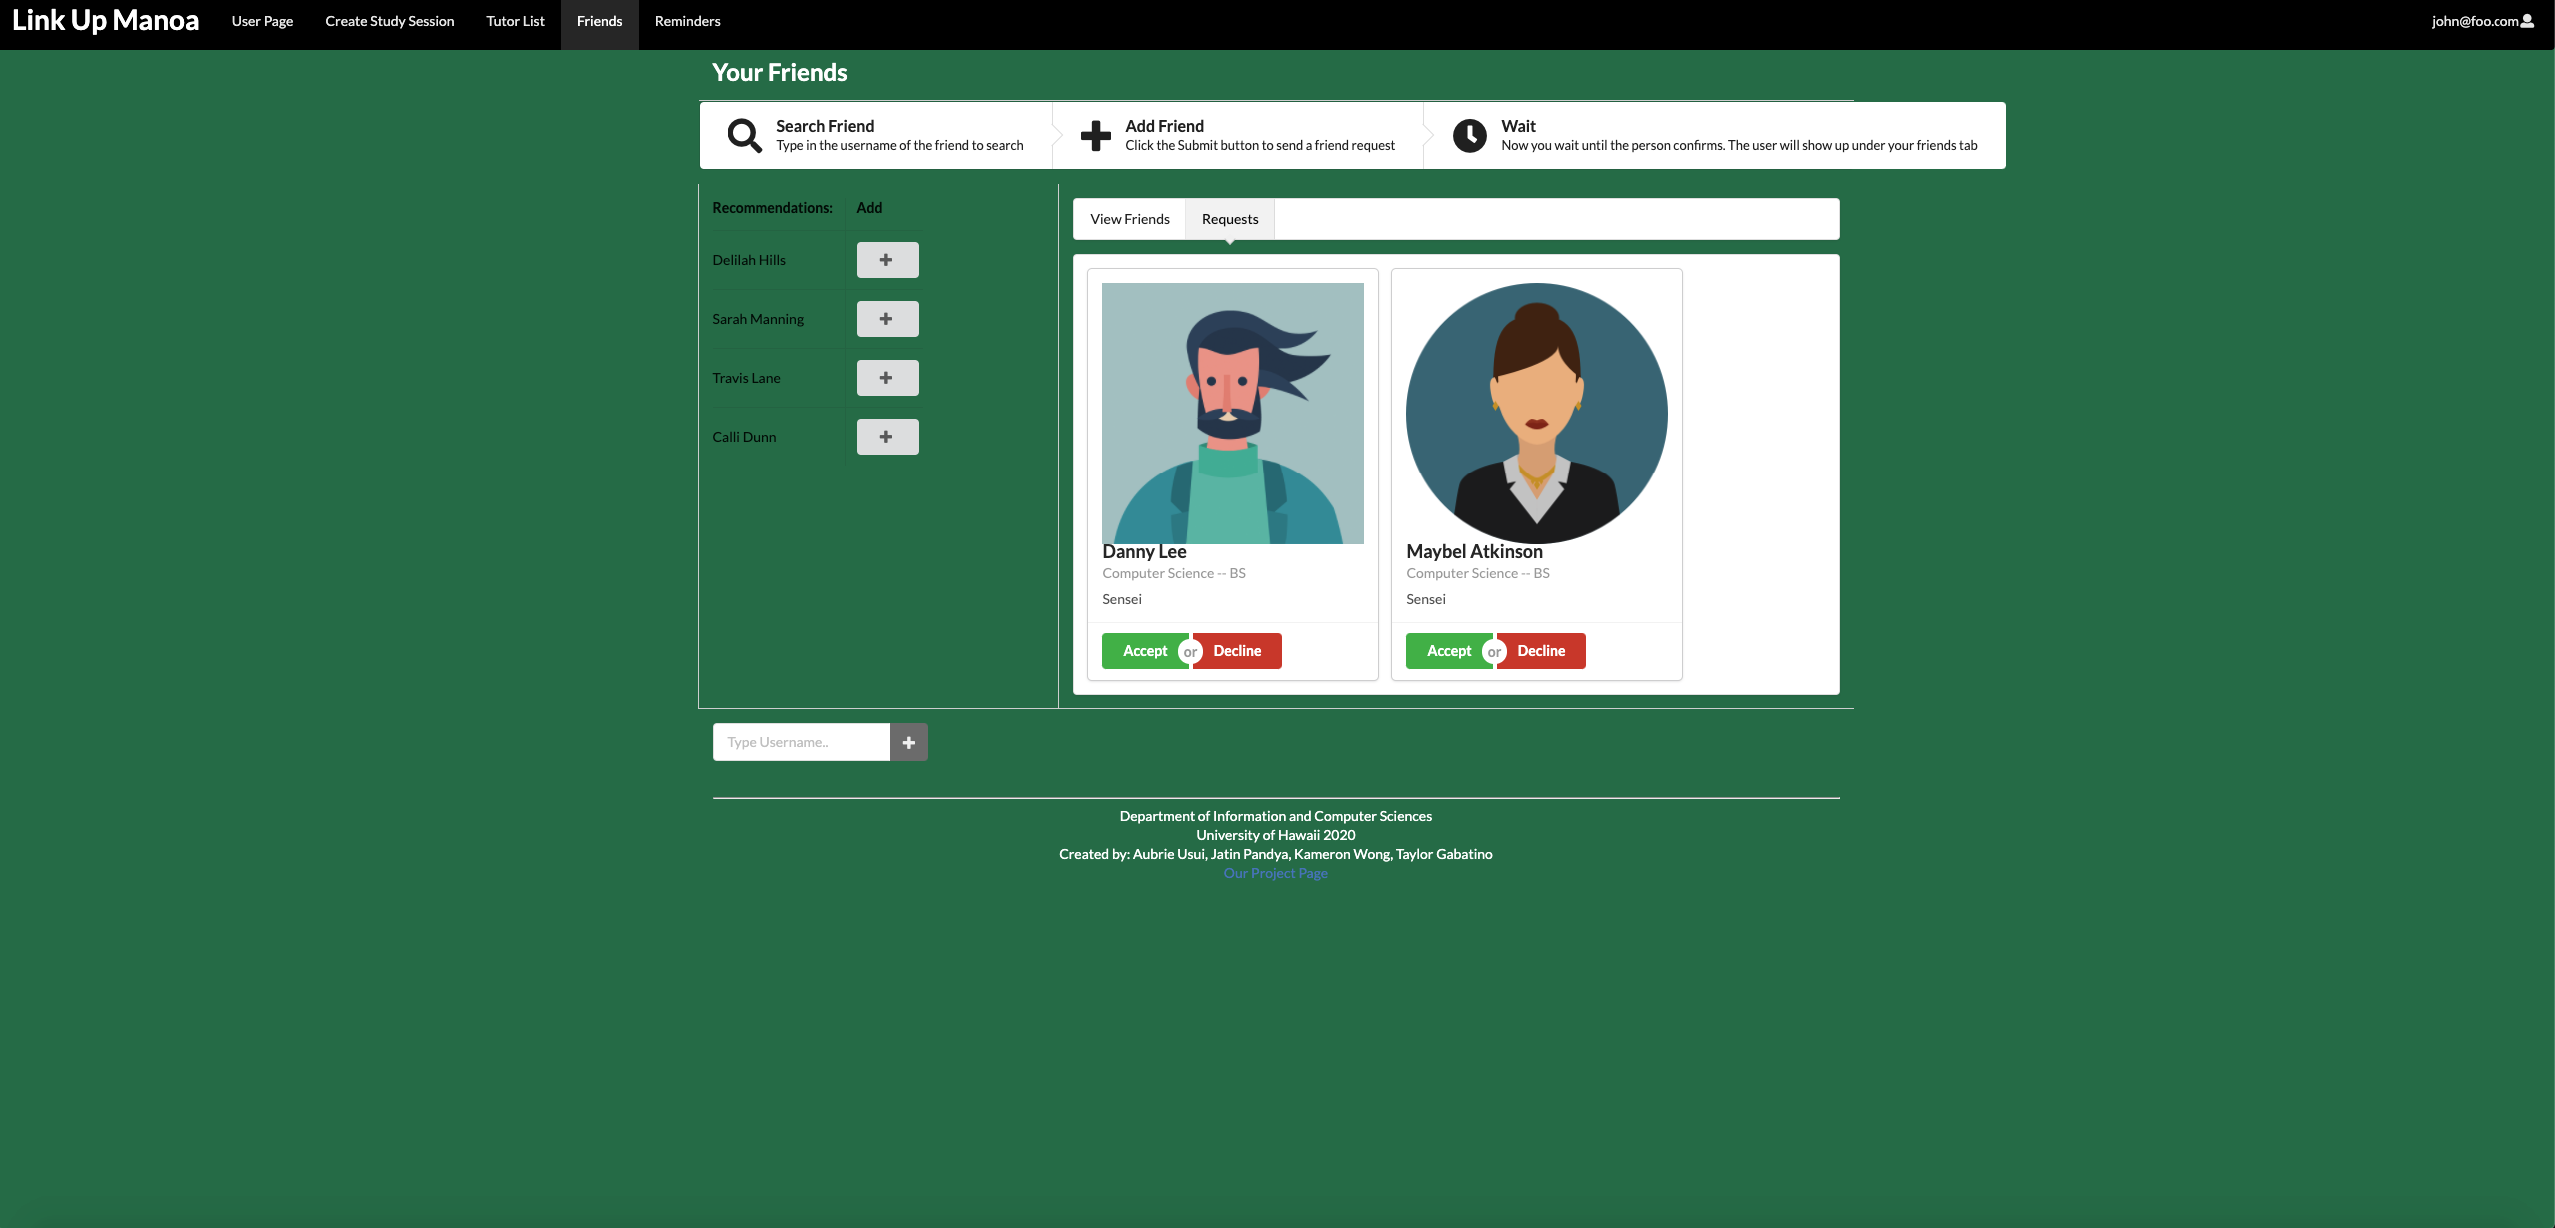 Link Up Manoa User Page Create Study Session Tutor List Friends Reminders john@foo.com
Your Friends
Search Friend
Type in the username of the friend to search
Add Friend
Click the Submit button to send a friend request
Wait
Now you wait until the person confirms. The user will show up under your friends tab
Recommendations: Add
Delilah Hills
Sarah Manning
Travis Lane
Calli Dunn
View Friends Requests
Danny Lee
Computer Science -- BS
Sensei
Accept or Decline
Maybel Atkinson
Computer Science -- BS
Sensei
Accept or Decline
Type Username..
Department of Information and Computer Sciences
University of Hawaii 2020
Created by: Aubrie Usui, Jatin Pandya, Kameron Wong, Taylor Gabatino
Our Project Page